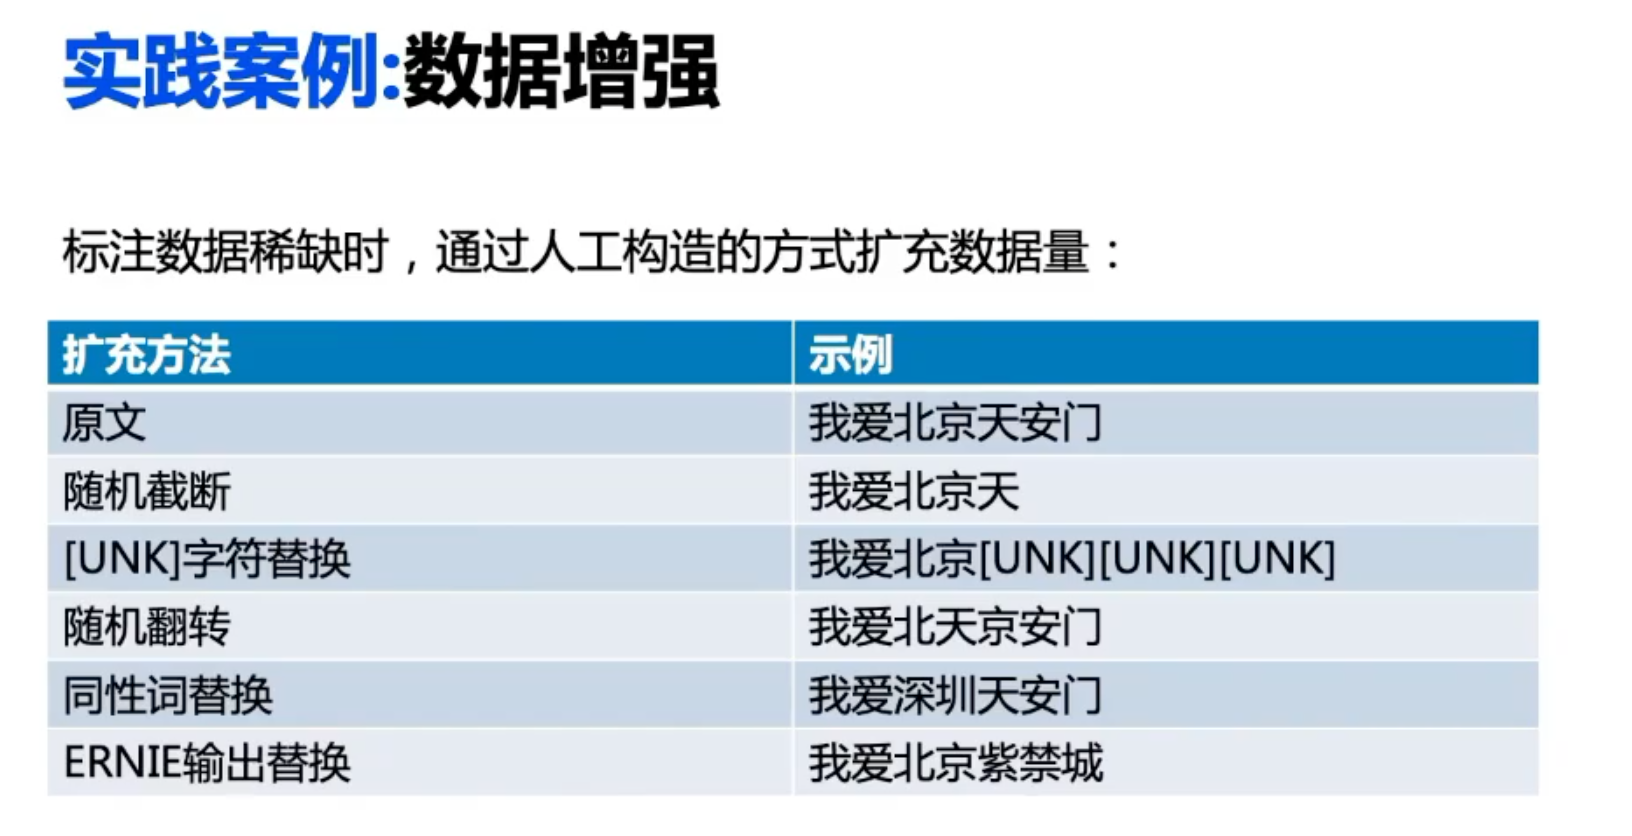 实践案例:数据增强
标注数据稀缺时，通过人工构造的方式扩充数据量：
扩充方法 示例
原文 我爱北京天安门
随机截断 我爱北京天
[UNK]字符替换 我爱北京[UNK][UNK][UNK]
随机翻转 我爱北天京安门
同性词替换 我爱深圳天安门
ERNIE输出替换 我爱北京紫禁城